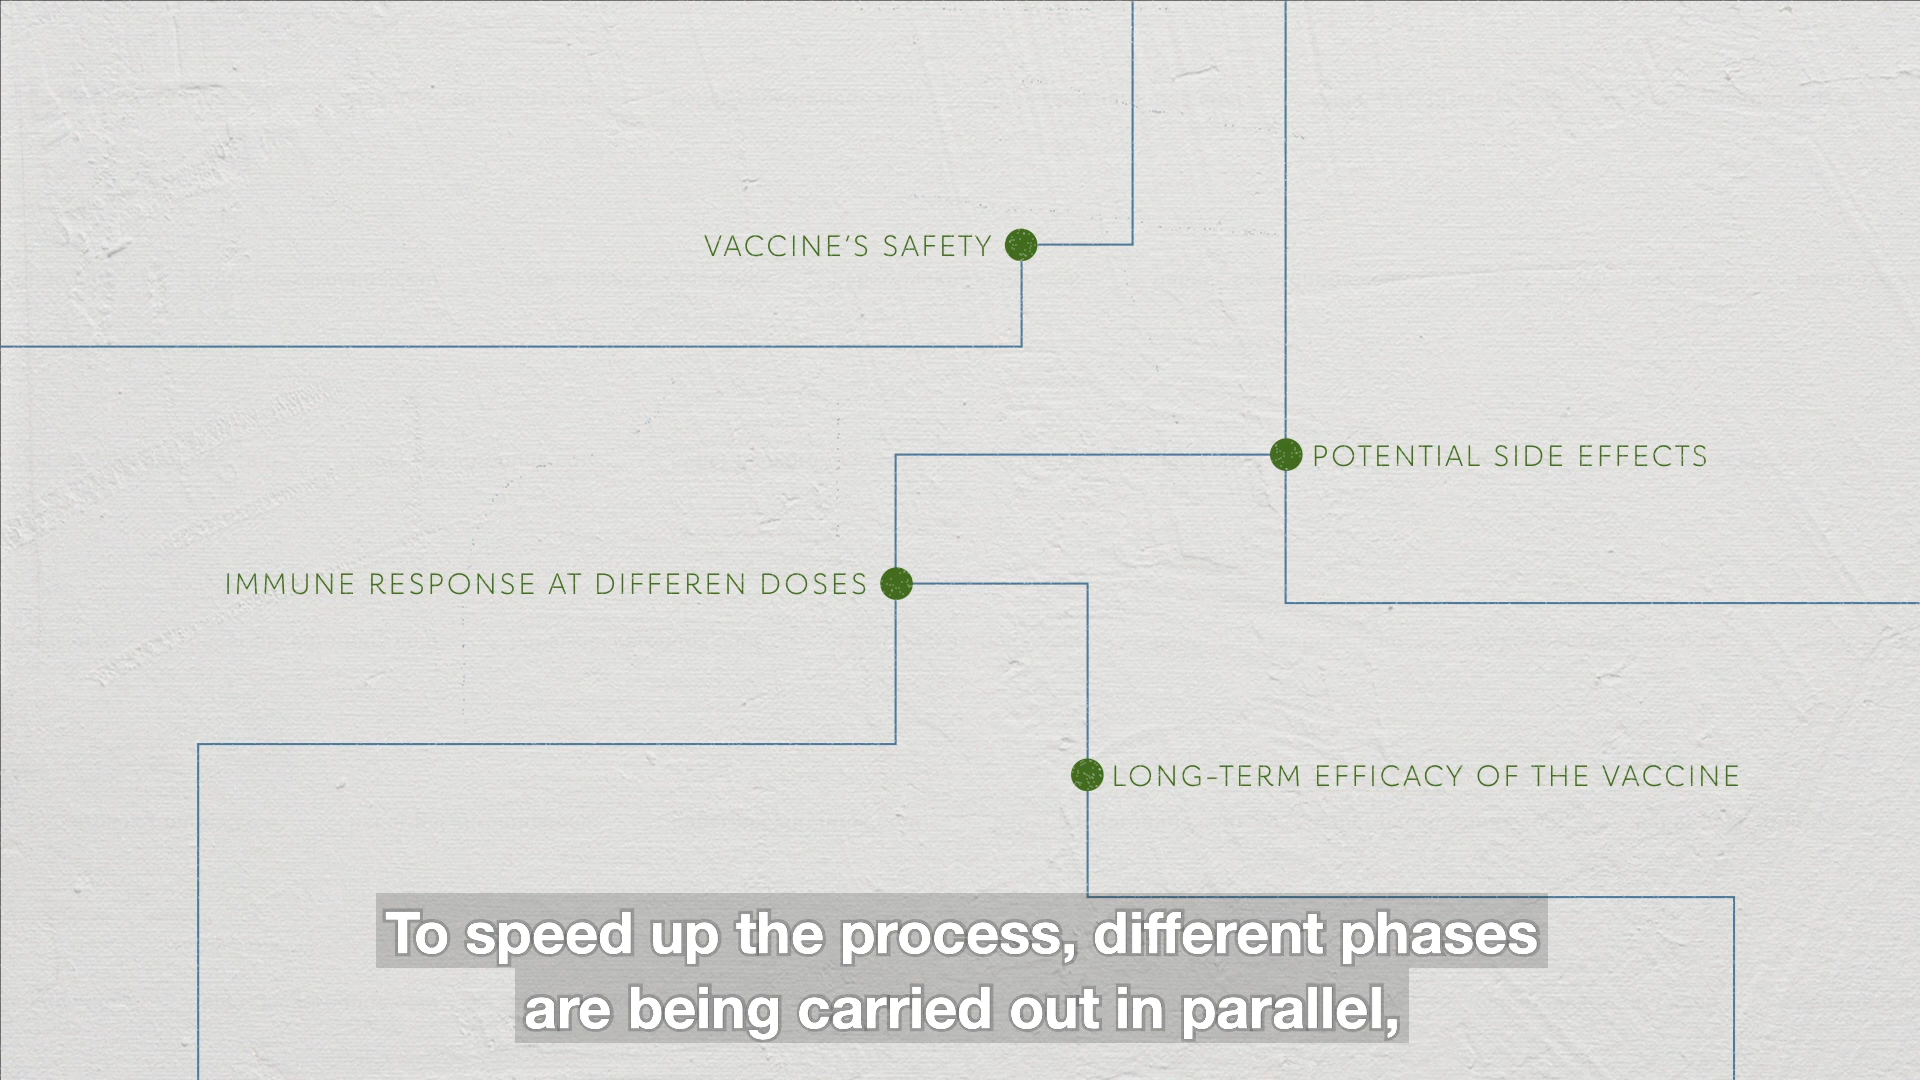 VACCINE'S SAFETY
POTENTIAL SIDE EFFECTS
IMMUNE RESPONSE AT DIFFEREN DOSES
LONG-TERM EFFICACY OF THE VACCINE
To speed up the process, different phases
are being carried out in parallel,